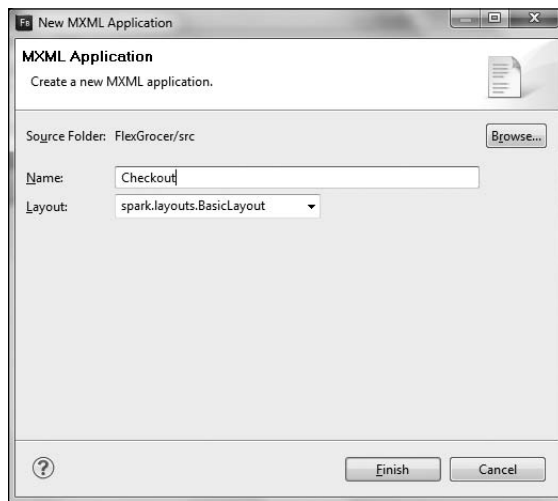 Fb New MXML Application
MXML Application
Create a new MXML application.
Source Folder: FlexGrocer/src
Browse...
Name: Checkout
Layout: spark.layouts.BasicLayout
Finish
Cancel